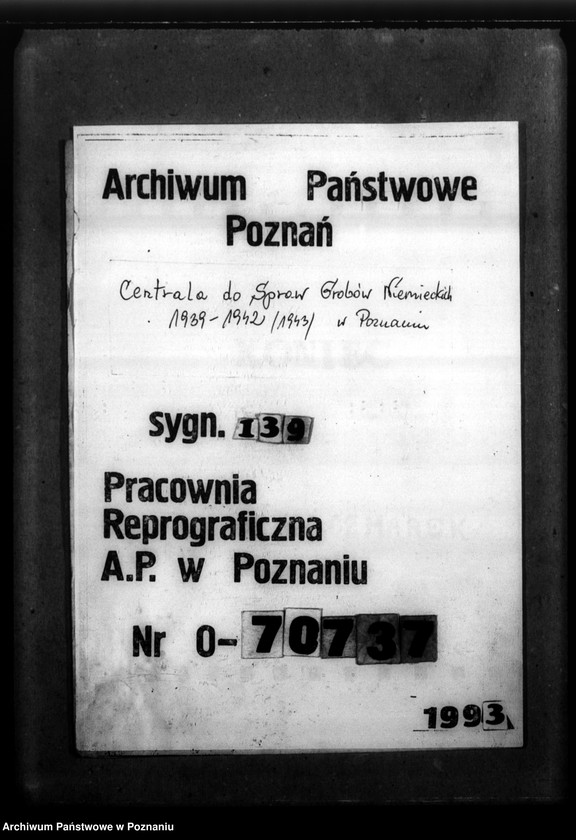 Archiwum Państwowe
Poznań
Centrala do Spraw Grobów Niemieckich
1939-1942 /1943/ w Poznaniu
sygn. 139
Pracownia
Reprograficzna
A.P. w Poznaniu
Nr 0-70737
1993
Archiwum Państwowe w Poznaniu